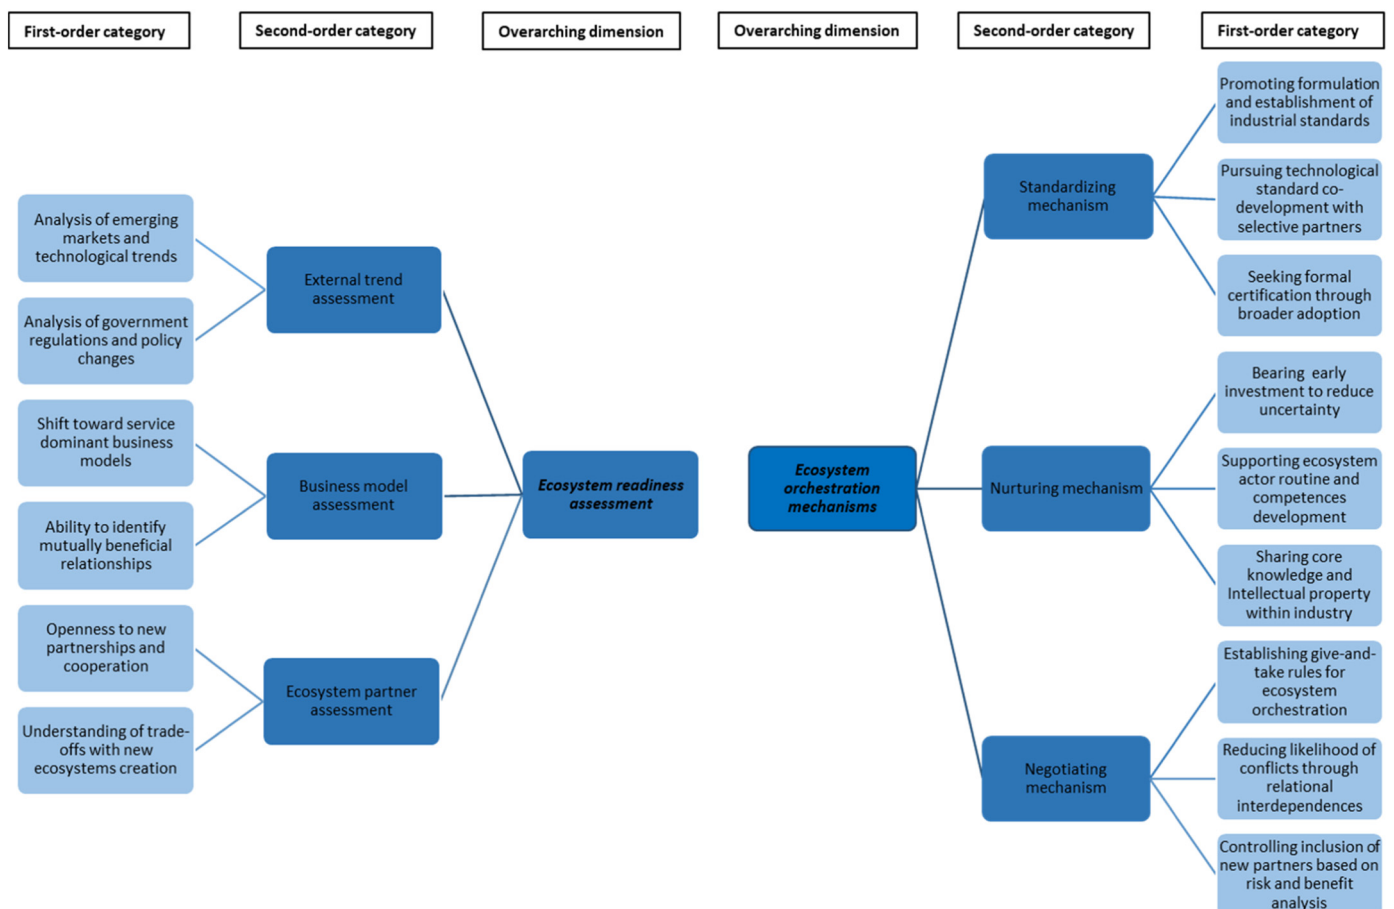 First-order category
Second-order category
Overarching dimension
Overarching dimension
Second-order category
First-order category
Analysis of emerging
markets and
technological trends
Analysis of government
regulations and policy
changes
Shift toward service
dominant business
models
Ability to identify
mutually beneficial
relationships
Openness to new
partnerships and
cooperation
Understanding of trade-
offs with new
ecosystems creation
External trend
assessment
Business model
assessment
Ecosystem partner
assessment
Ecosystem readiness
assessment
Ecosystem
orchestration
mechanisms
Standardizing
mechanism
Nurturing mechanism
Negotiating
mechanism
Promoting formulation
and establishment of
industrial standards
Pursuing technological
standard co-
development with
selective partners
Seeking formal
certification through
broader adoption
Bearing  early
investment to reduce
uncertainty
Supporting ecosystem
actor routine and
competences
development
Sharing core
knowledge and
Intellectual property
within industry
Establishing give-and-
take rules for
ecosystem
orchestration
Reducing likelihood of
conflicts through
relational
interdependences
Controlling inclusion of
new partners based on
risk and benefit
analysis